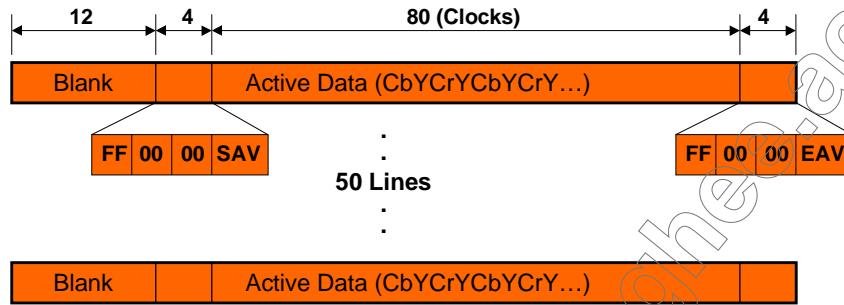 12 4 80 (Clocks) 4
Blank Active Data (CbYCrYCbYCrY…)
FF 00 00 SAV FF 00 00 EAV
50 Lines
Blank Active Data (CbYCrYCbYCrY…)